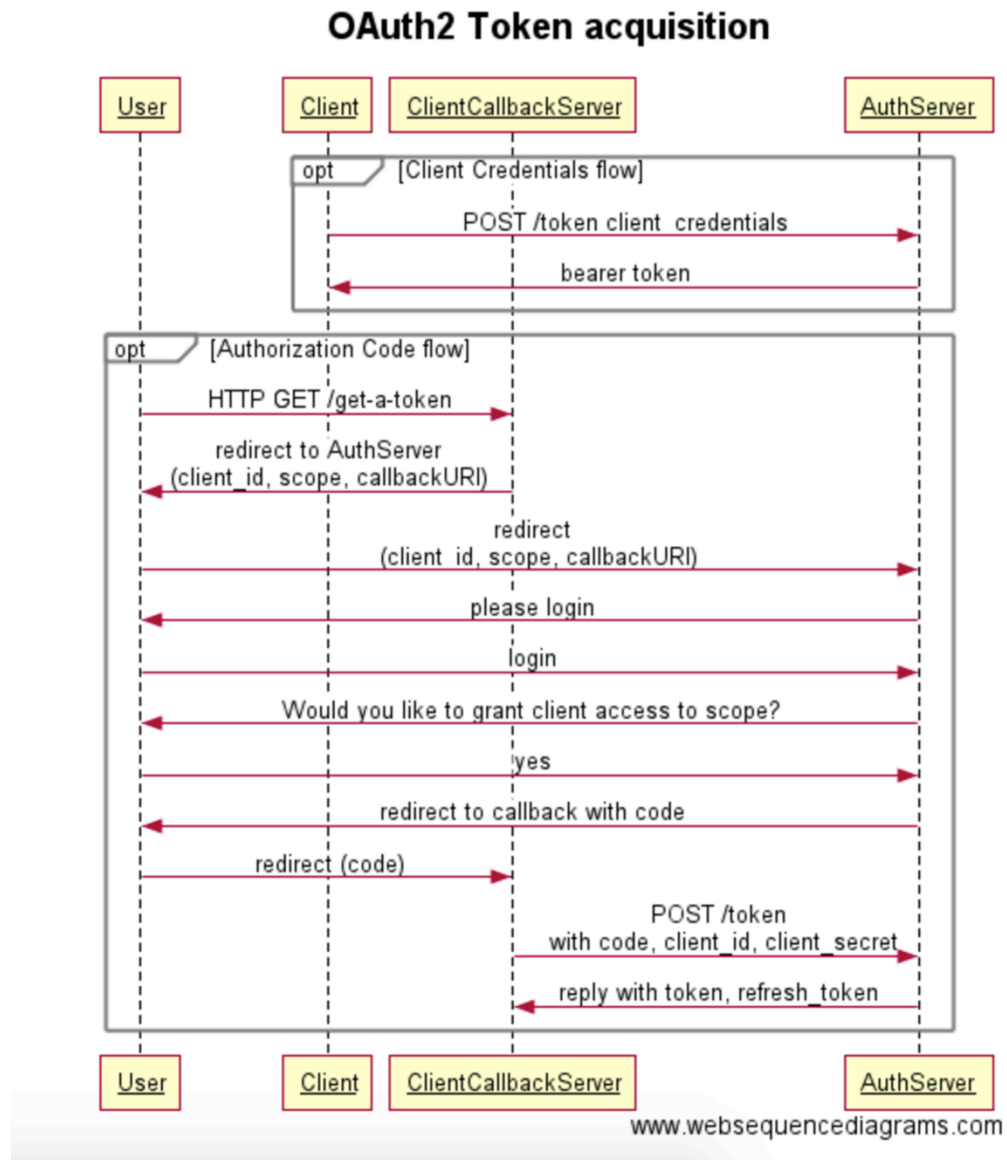 OAuth2 Token acquisition
User
Client
ClientCallbackServer
AuthServer
opt
[Client Credentials flow]
POST /token client_credentials
bearer token
opt
[Authorization Code flow]
HTTP GET /get-a-token
redirect to AuthServer
(client_id, scope, callbackURI)
redirect
(client_id, scope, callbackURI)
please login
login
Would you like to grant client access to scope?
yes
redirect to callback with code
redirect (code)
POST /token
with code, client_id, client_secret
reply with token, refresh_token
User
Client
ClientCallbackServer
AuthServer
www.websequencediagrams.com